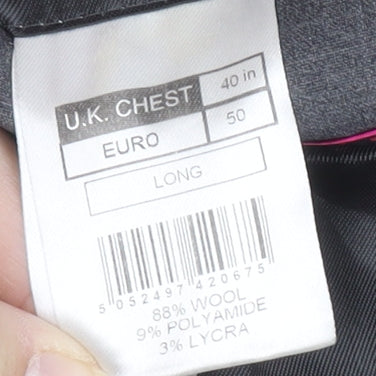 U.K. CHEST 40 in
EURO 50
LONG
5 052497 420675
88% WOOL
9% POLYAMIDE
3% LYCRA